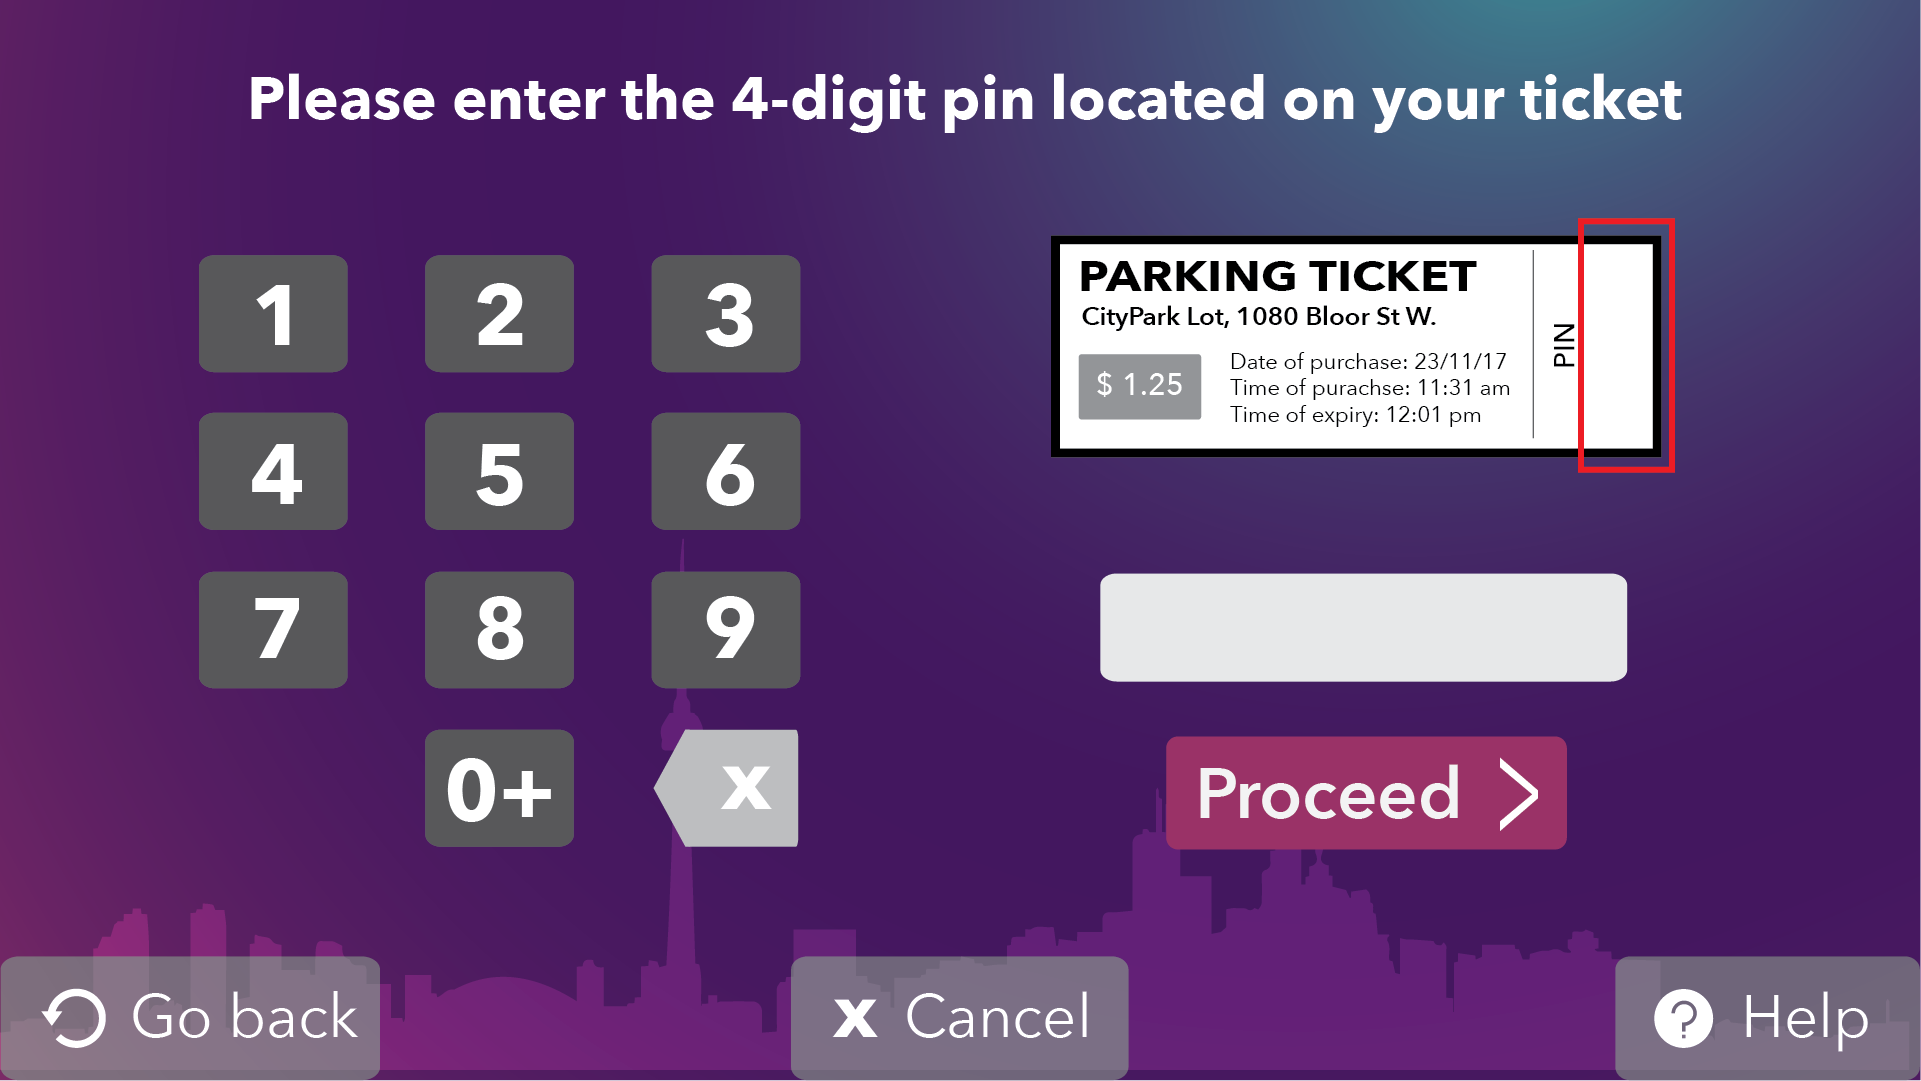 Please enter the 4-digit pin located on your ticket
1 2 3
4 5 6
7 8 9
0+ x
PARKING TICKET
CityPark Lot, 1080 Bloor St W.
$ 1.25
Date of purchase: 23/11/17
Time of purachse: 11:31 am
Time of expiry: 12:01 pm
PIN
Proceed >
Go back
x Cancel
? Help